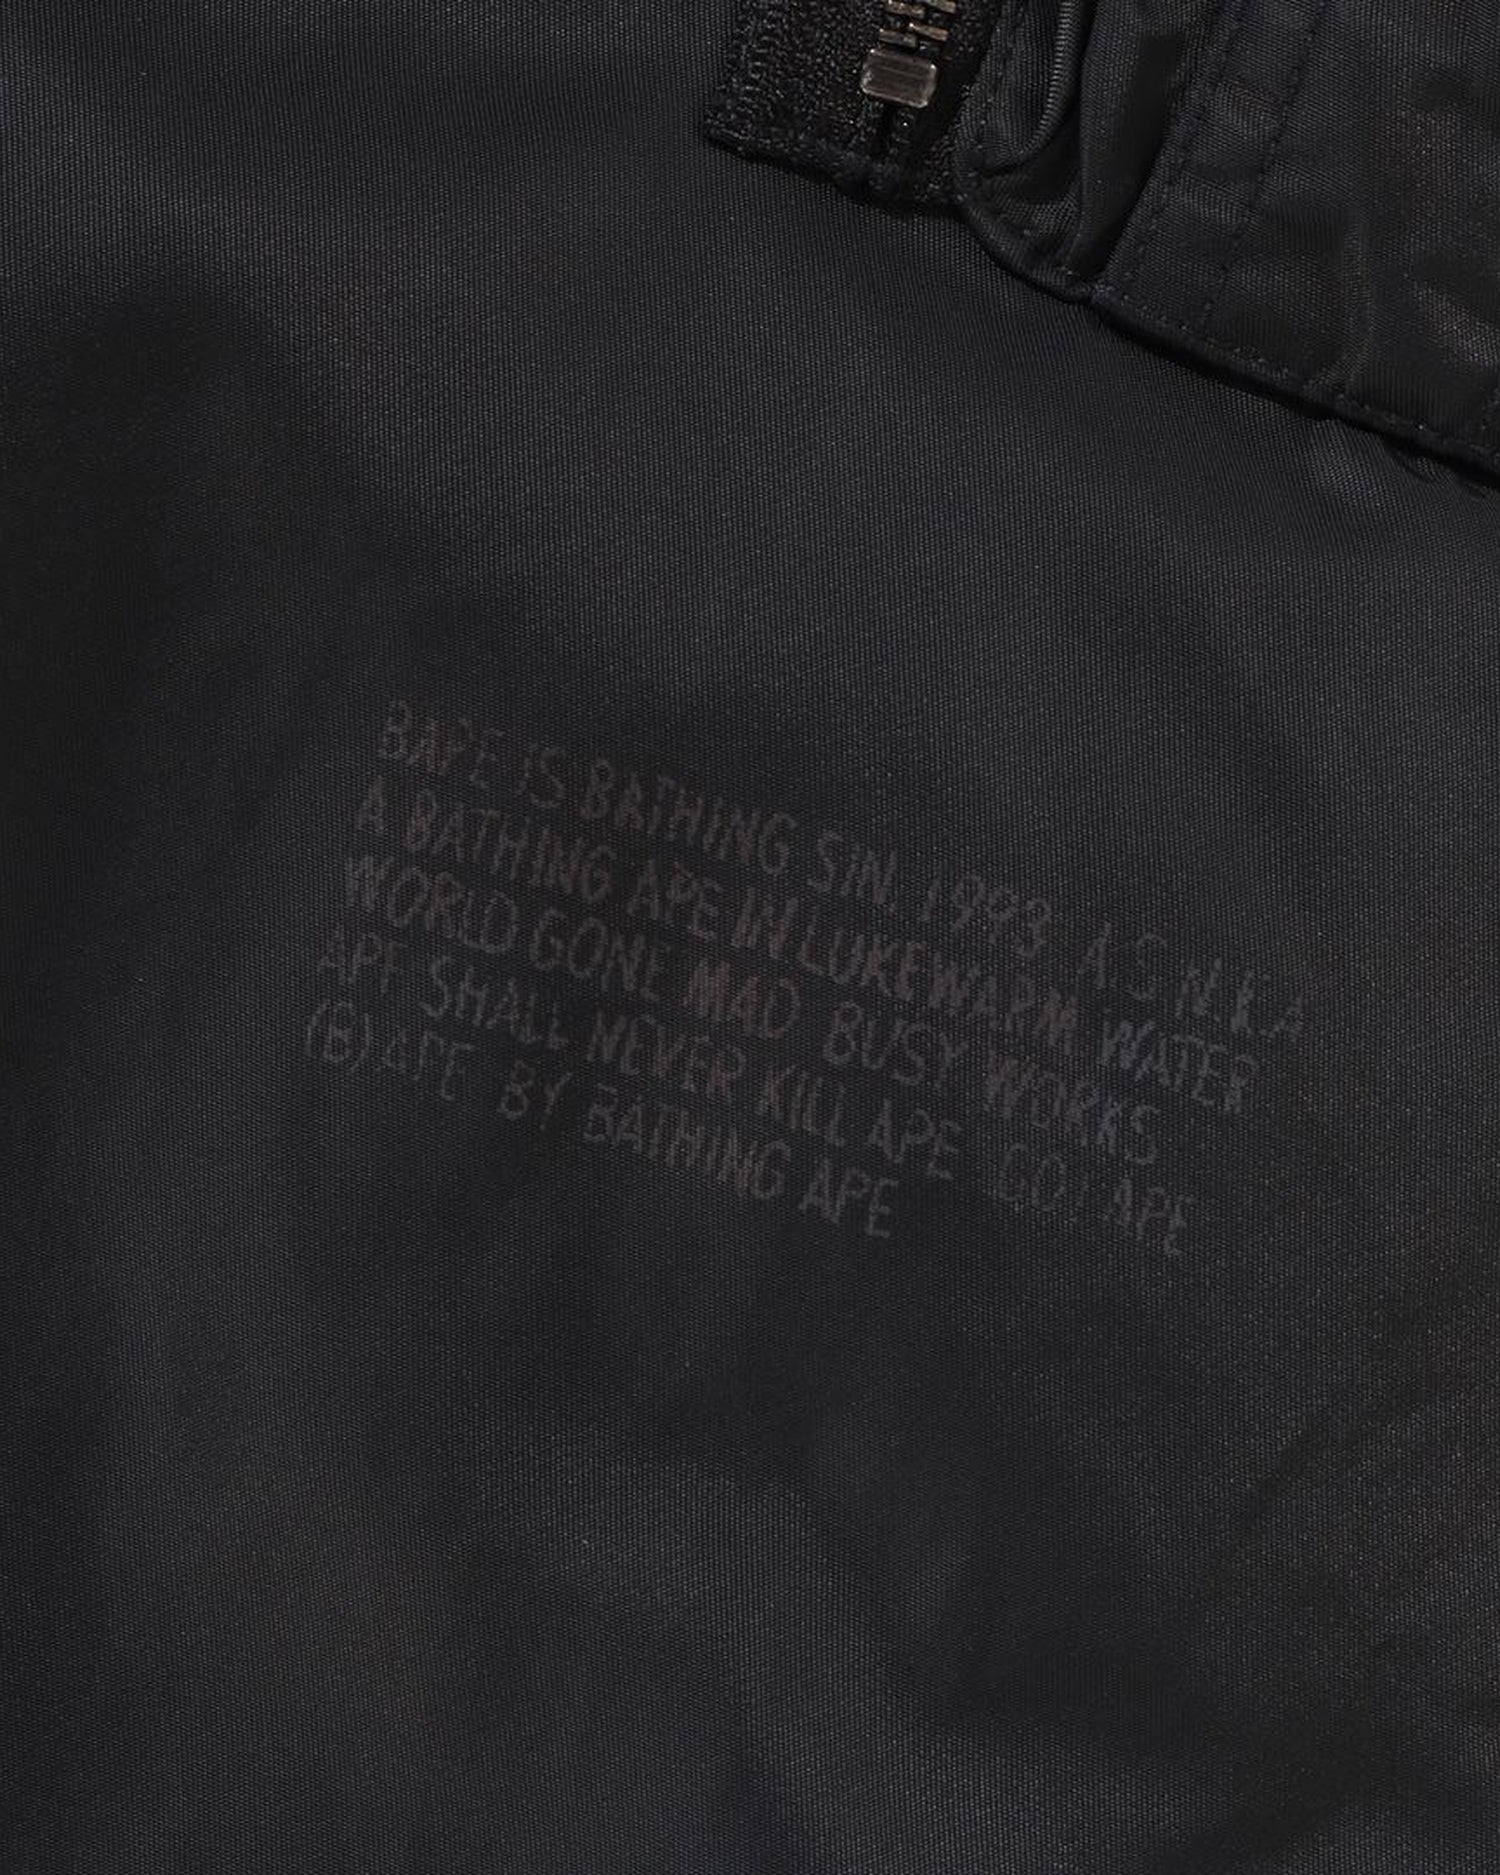 BAPE iS BATHING SiN, 1993 A.S.N.K.A
A BATHING APE IN LUKEWARM WATER
WORLD GONE MAD BUSY WORKS
APE SHALL NEVER KILL APE GO! APE
(B)APE BY BATHING APE